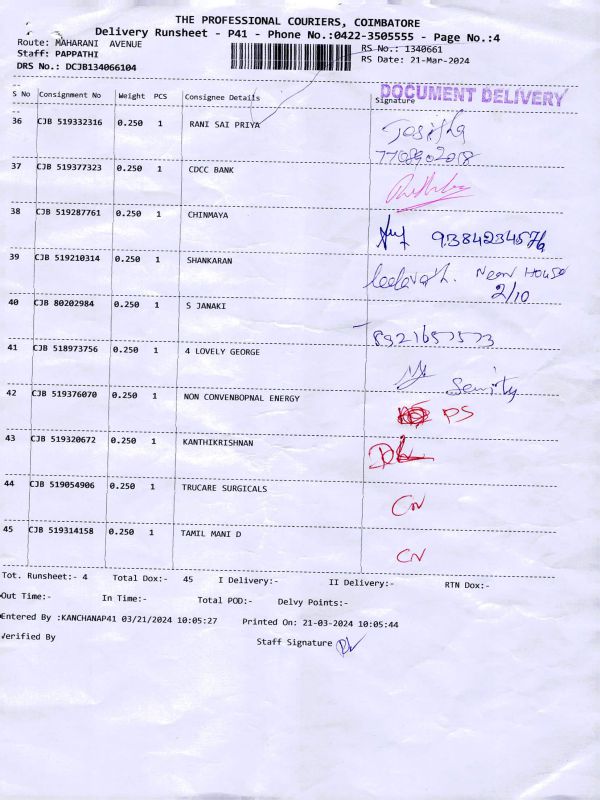 THE PROFESSIONAL COURIERS, COIMBATORE
Delivery Runsheet - P41 - Phone No.:0422-3505555 - Page No.:4
Route: MAHARANI AVENUE RS No.: 1340661
Staff: PAPPATHI RS Date: 21-Mar-2024
DRS No.: DCJB134066104
DOCUMENT DELIVERY
S No Consignment No Weight PCS Consignee Details Signature
36 CJB 519332316 0.250 1 RANI SAI PRIYA
7708902018
37 CJB 519377323 0.250 1 CDCC BANK
38 CJB 519287761 0.250 1 CHINMAYA
39 CJB 519210314 0.250 1 SHANKARAN
Neon House
2/10
40 CJB 80202984 0.250 1 S JANAKI
8921657573
41 CJB 518973756 0.250 1 4 LOVELY GEORGE
42 CJB 519376070 0.250 1 NON CONVENBOPNAL ENERGY
PS
43 CJB 519320672 0.250 1 KANTHIKRISHNAN
44 CJB 519054906 0.250 1 TRUCARE SURGICALS
CN
45 CJB 519314158 0.250 1 TAMIL MANI D
CN
Tot. Runsheet:- 4 Total Dox:- 45 I Delivery:- II Delivery:- RTN Dox:-
Out Time:- In Time:- Total POD:- Delvy Points:-
Entered By :KANCHANAP41 03/21/2024 10:05:27 Printed On: 21-03-2024 10:05:44
Verified By Staff Signature